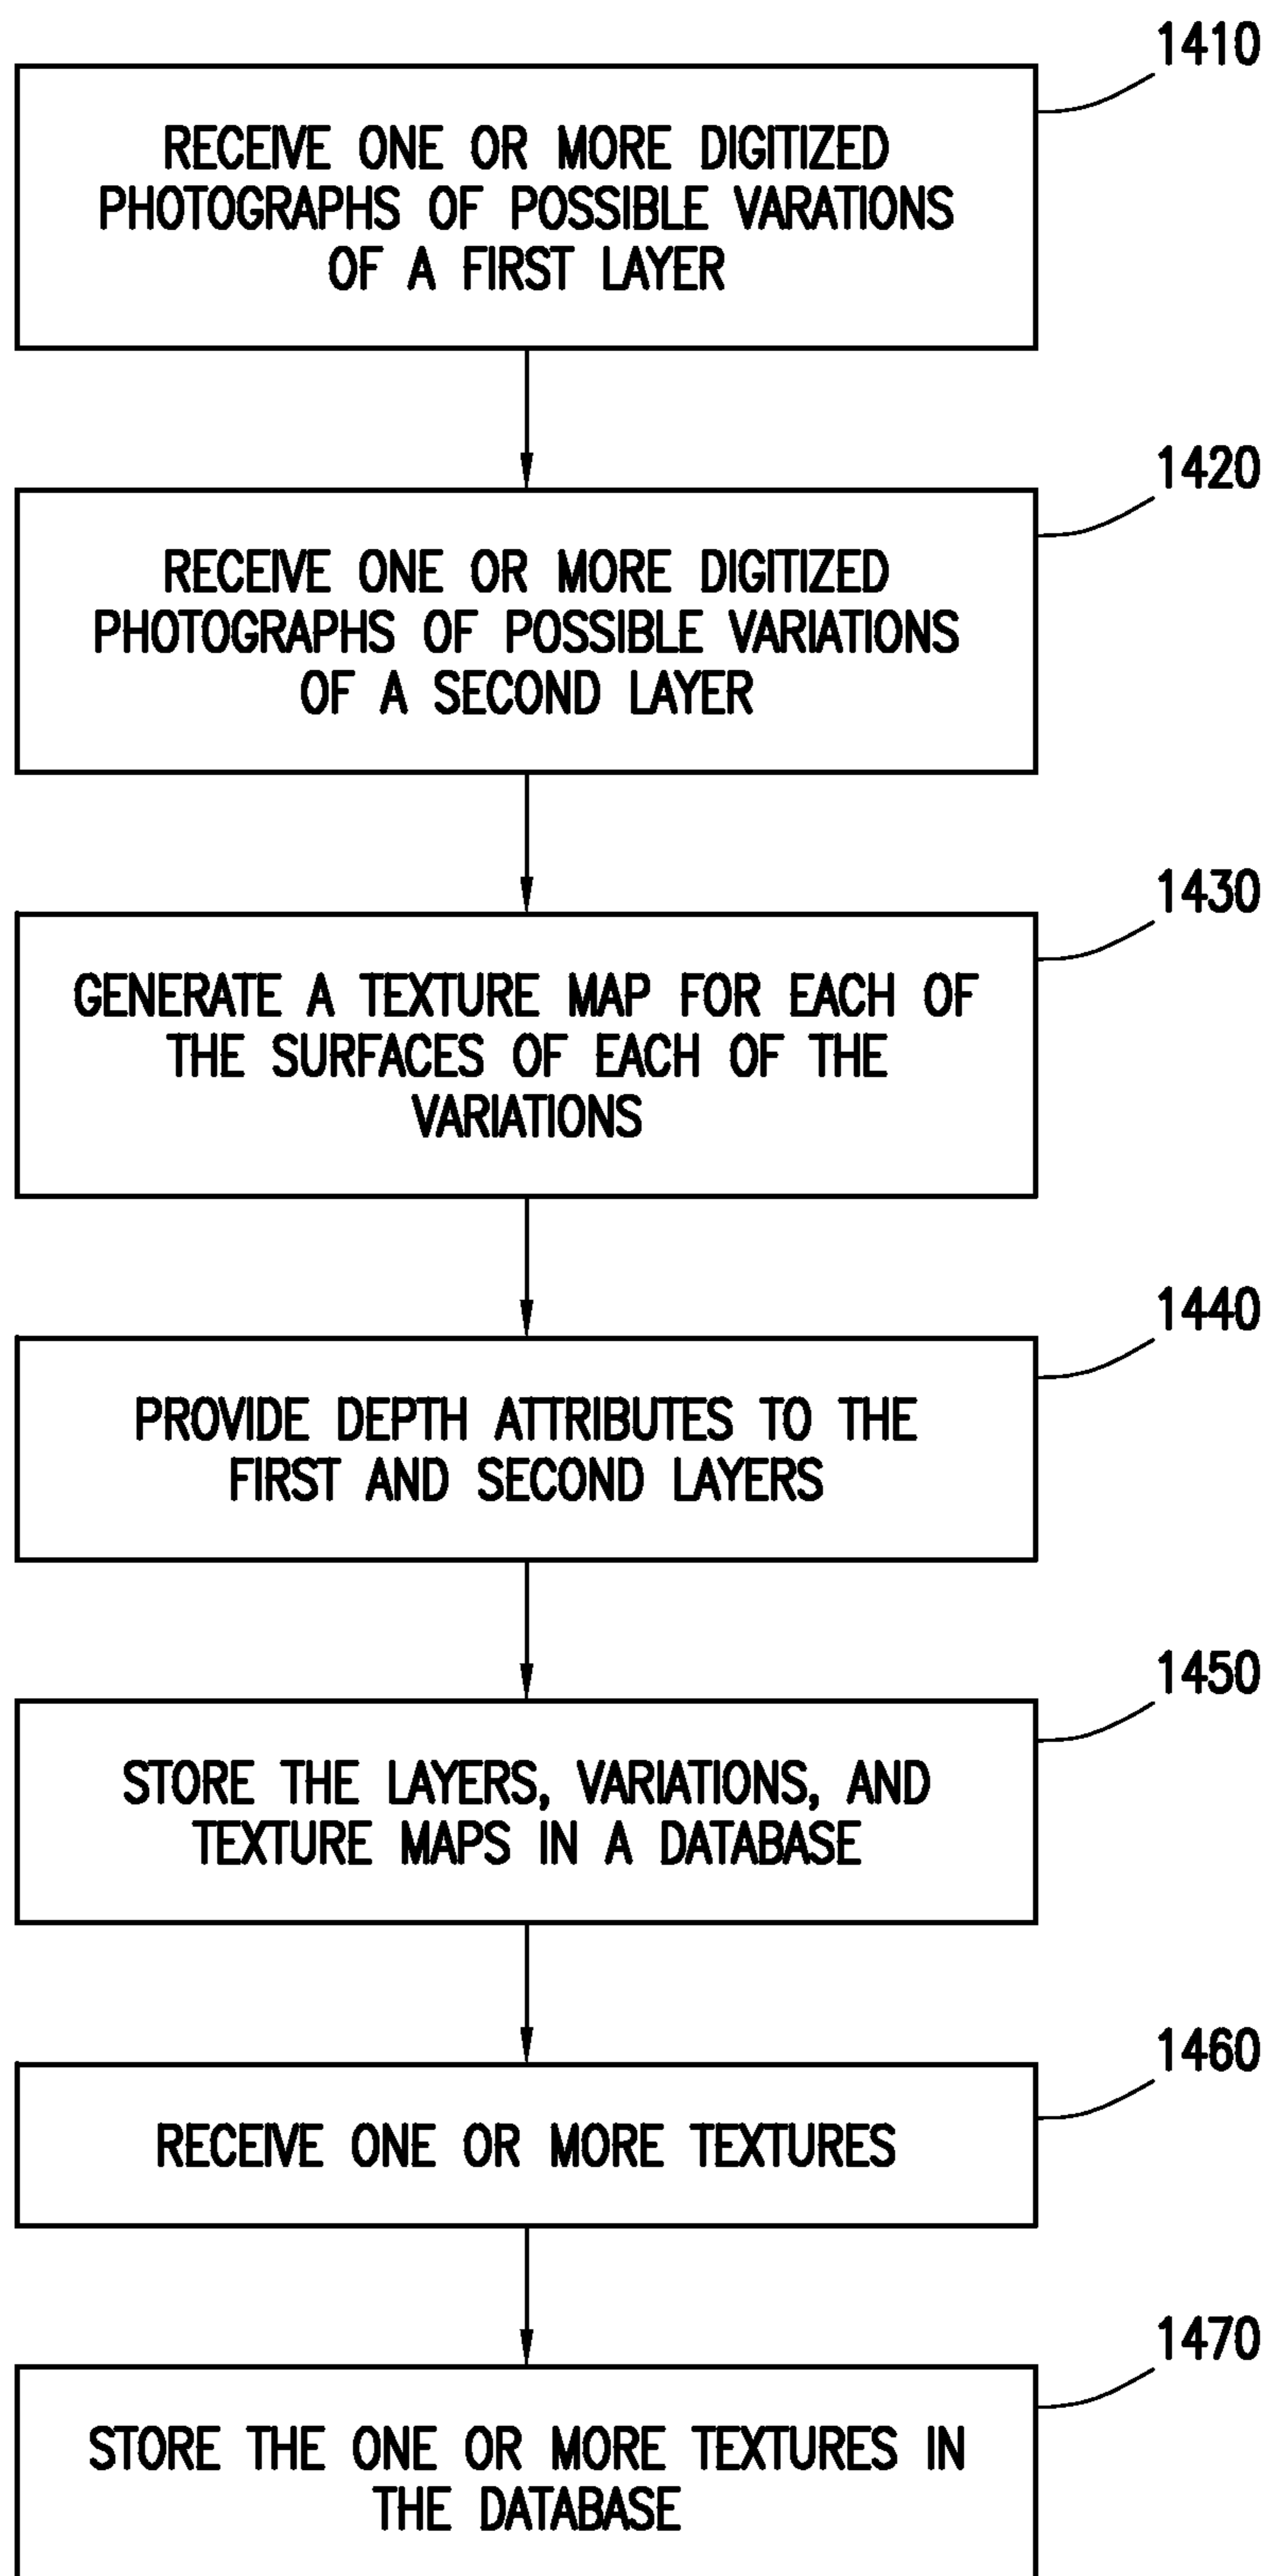 1410
RECEIVE ONE OR MORE DIGITIZED
PHOTOGRAPHS OF POSSIBLE VARATIONS
OF A FIRST LAYER
1420
RECEIVE ONE OR MORE DIGITIZED
PHOTOGRAPHS OF POSSIBLE VARIATIONS
OF A SECOND LAYER
1430
GENERATE A TEXTURE MAP FOR EACH OF
THE SURFACES OF EACH OF THE
VARIATIONS
1440
PROVIDE DEPTH ATTRIBUTES TO THE
FIRST AND SECOND LAYERS
1450
STORE THE LAYERS, VARIATIONS, AND
TEXTURE MAPS IN A DATABASE
1460
RECEIVE ONE OR MORE TEXTURES
1470
STORE THE ONE OR MORE TEXTURES IN
THE DATABASE